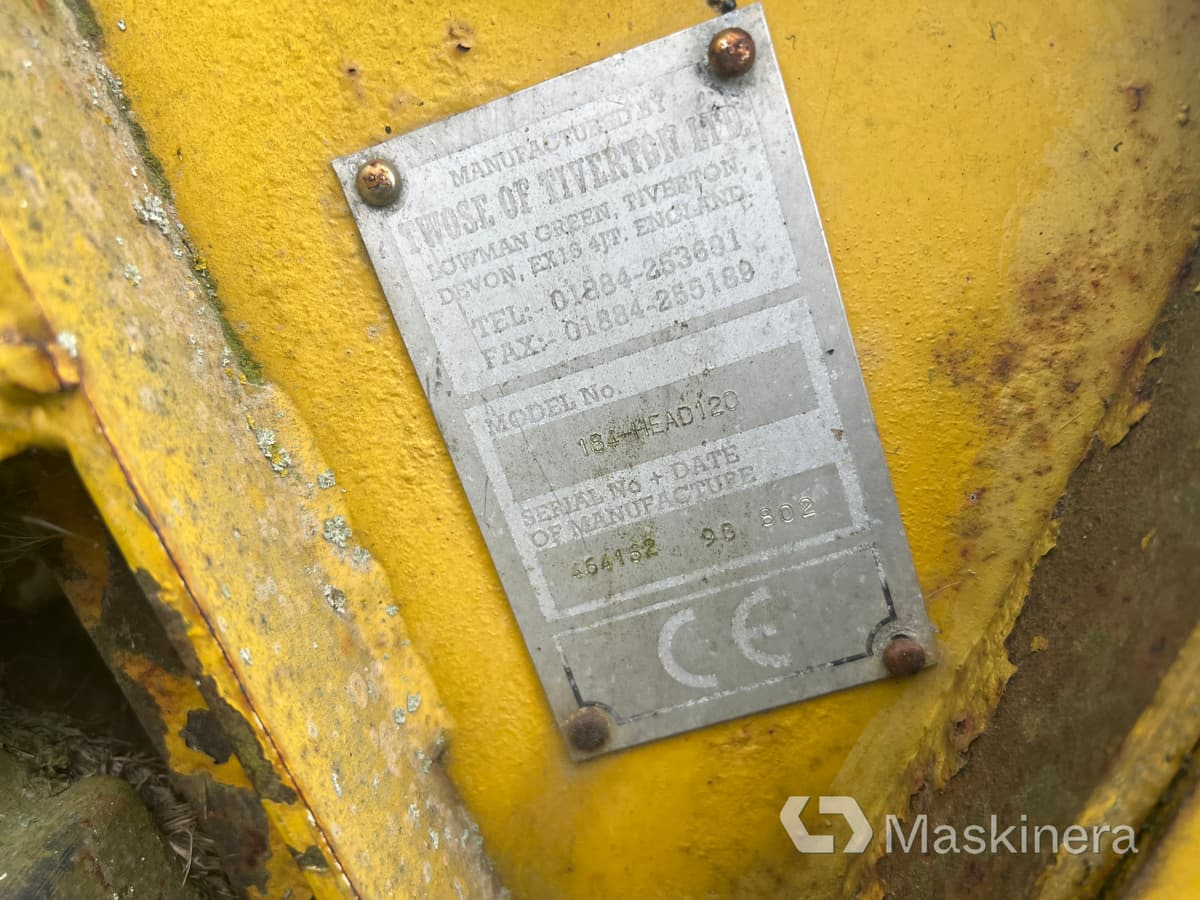 MANUFACTURED BY
TWOSE OF TIVERTON LTD.
LOWMAN GREEN, TIVERTON,
DEVON, EX16 4JT. ENGLAND.
TEL:- 01884-253691
FAX:- 01884-255189
MODEL No
184-HEAD120
SERIAL No + DATE
OF MANUFACTURE
464152 98 802
CE
Maskinera